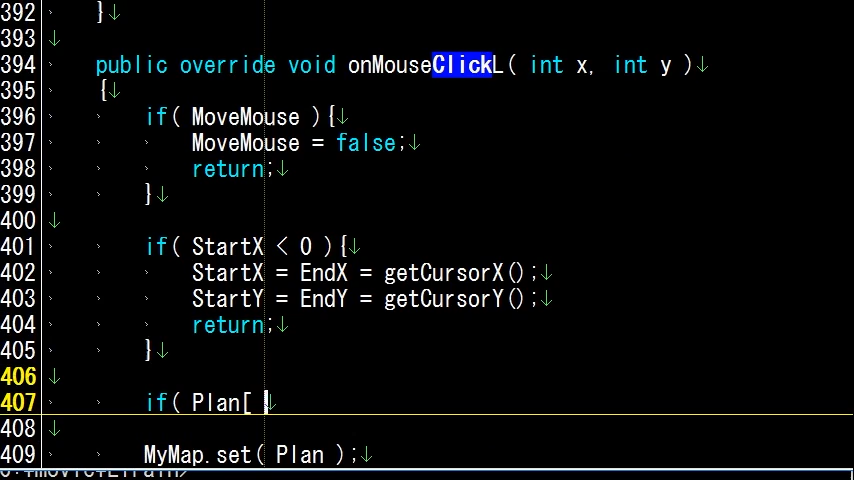 392 }↓
393 ↓
394 public override void onMouseClickL( int x, int y )↓
395 {↓
396 if( MoveMouse ){↓
397 MoveMouse = false;↓
398 return;↓
399 }↓
400 ↓
401 if( StartX < 0 ){↓
402 StartX = EndX = getCursorX();↓
403 StartY = EndY = getCursorY();↓
404 return;↓
405 }↓
406 ↓
407 if( Plan[ ↓
408 ↓
409 MyMap.set( Plan );↓